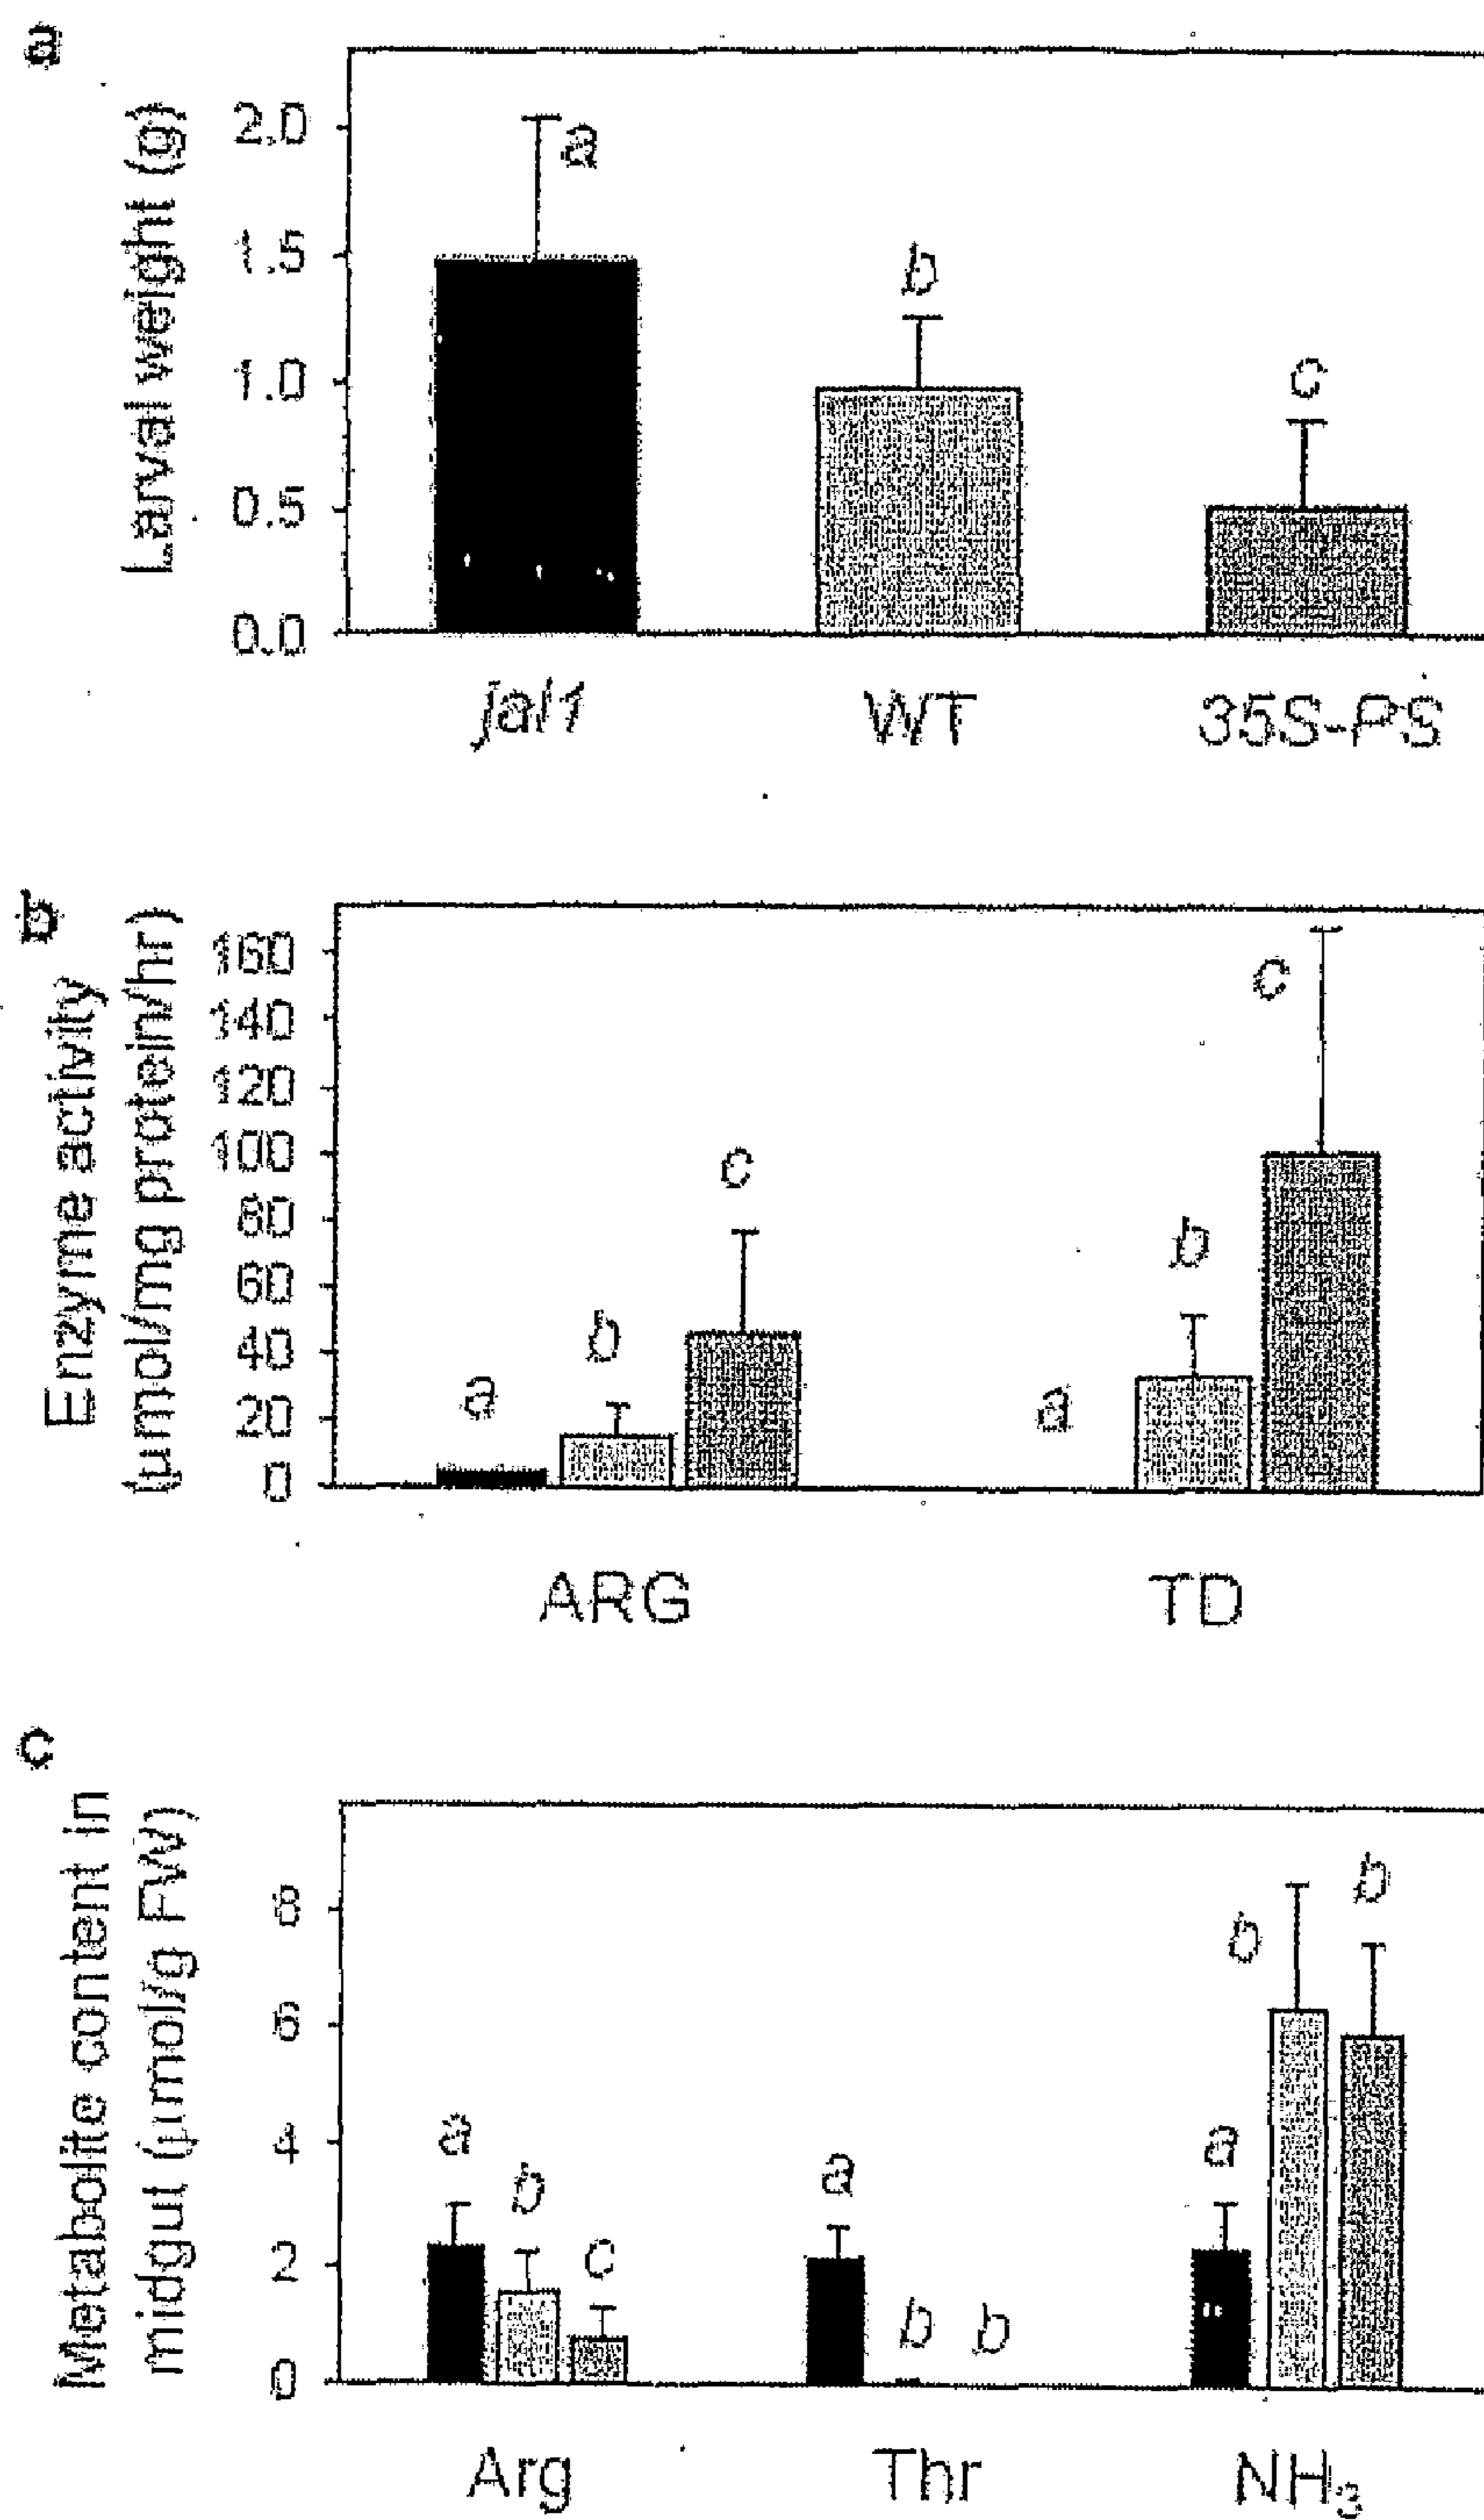 a
Larval weight (g)
2.0
1.5
1.0
0.5
0.0
a
b
c
jai1
WT
35S-PS
b
Enzyme activity
(μmol/mg protein/hr)
160
140
120
100
80
60
40
20
0
a
b
c
a
b
c
ARG
TD
c
Metabolite content in
midgut (μmol/g FW)
8
6
4
2
0
a
b
c
a
b
b
a
b
b
Arg
Thr
NH₃